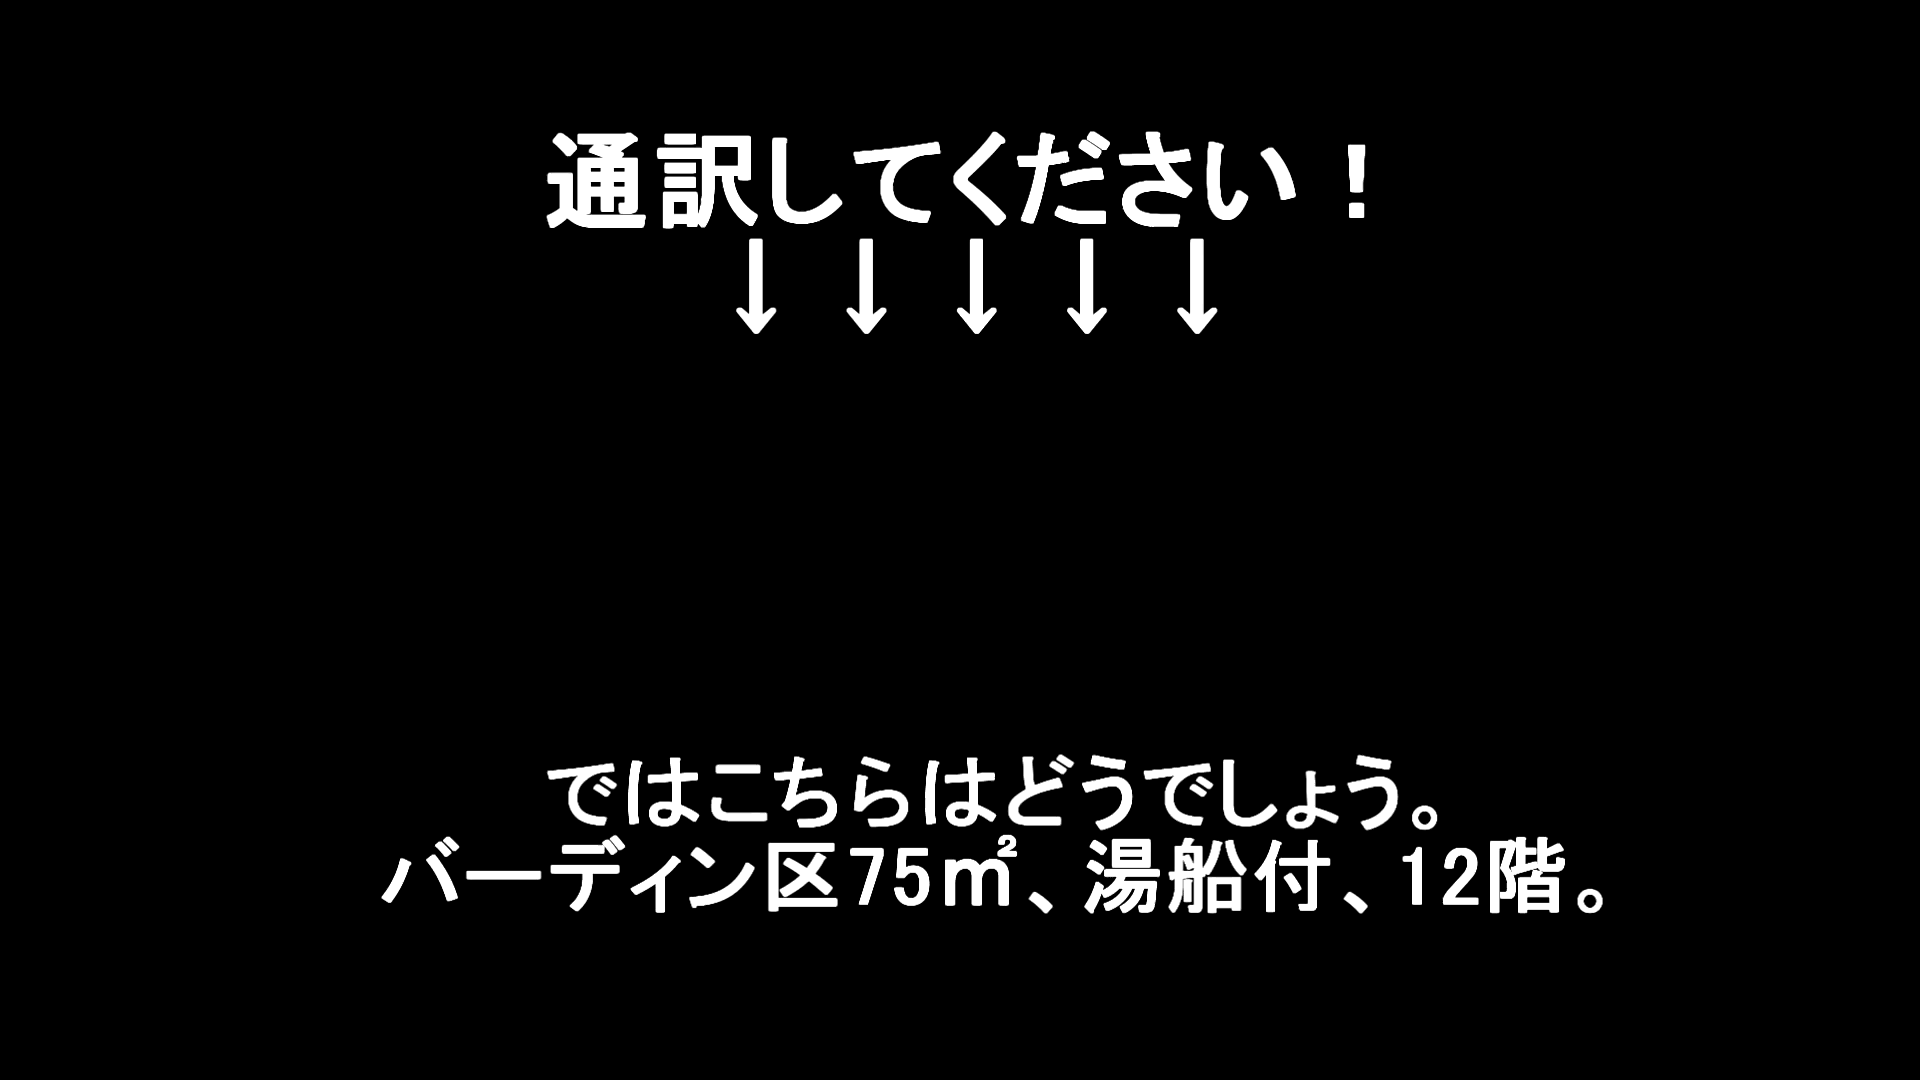 通訳してください！
↓↓↓↓↓
ではこちらはどうでしょう。
バーディン区75㎡、湯船付、12階。